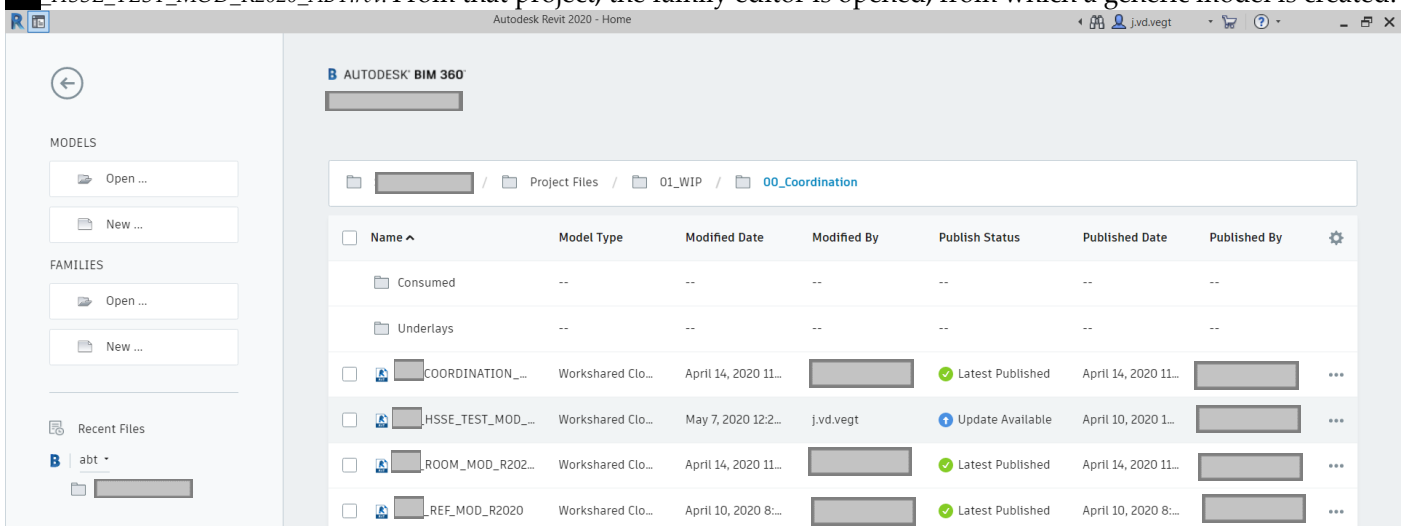 _HSSE_TEST_MOD_R2020_ABT.rvt. From that project, the family editor is opened, from which a generic model is created.
R Autodesk Revit 2020 - Home j.vd.vegt ?
B AUTODESK® BIM 360®
MODELS
Open ...
New ...
FAMILIES
Open ...
New ...
Recent Files
B abt
/ Project Files / 01_WIP / 00_Coordination
Name Model Type Modified Date Modified By Publish Status Published Date Published By
Consumed -- -- -- -- -- --
Underlays -- -- -- -- -- --
COORDINATION_... Workshared Clo... April 14, 2020 11... Latest Published April 14, 2020 11...
_HSSE_TEST_MOD_... Workshared Clo... May 7, 2020 12:2... j.vd.vegt Update Available April 10, 2020 1...
_ROOM_MOD_R202... Workshared Clo... April 14, 2020 11... Latest Published April 14, 2020 11...
_REF_MOD_R2020 Workshared Clo... April 10, 2020 8:... Latest Published April 10, 2020 8:...